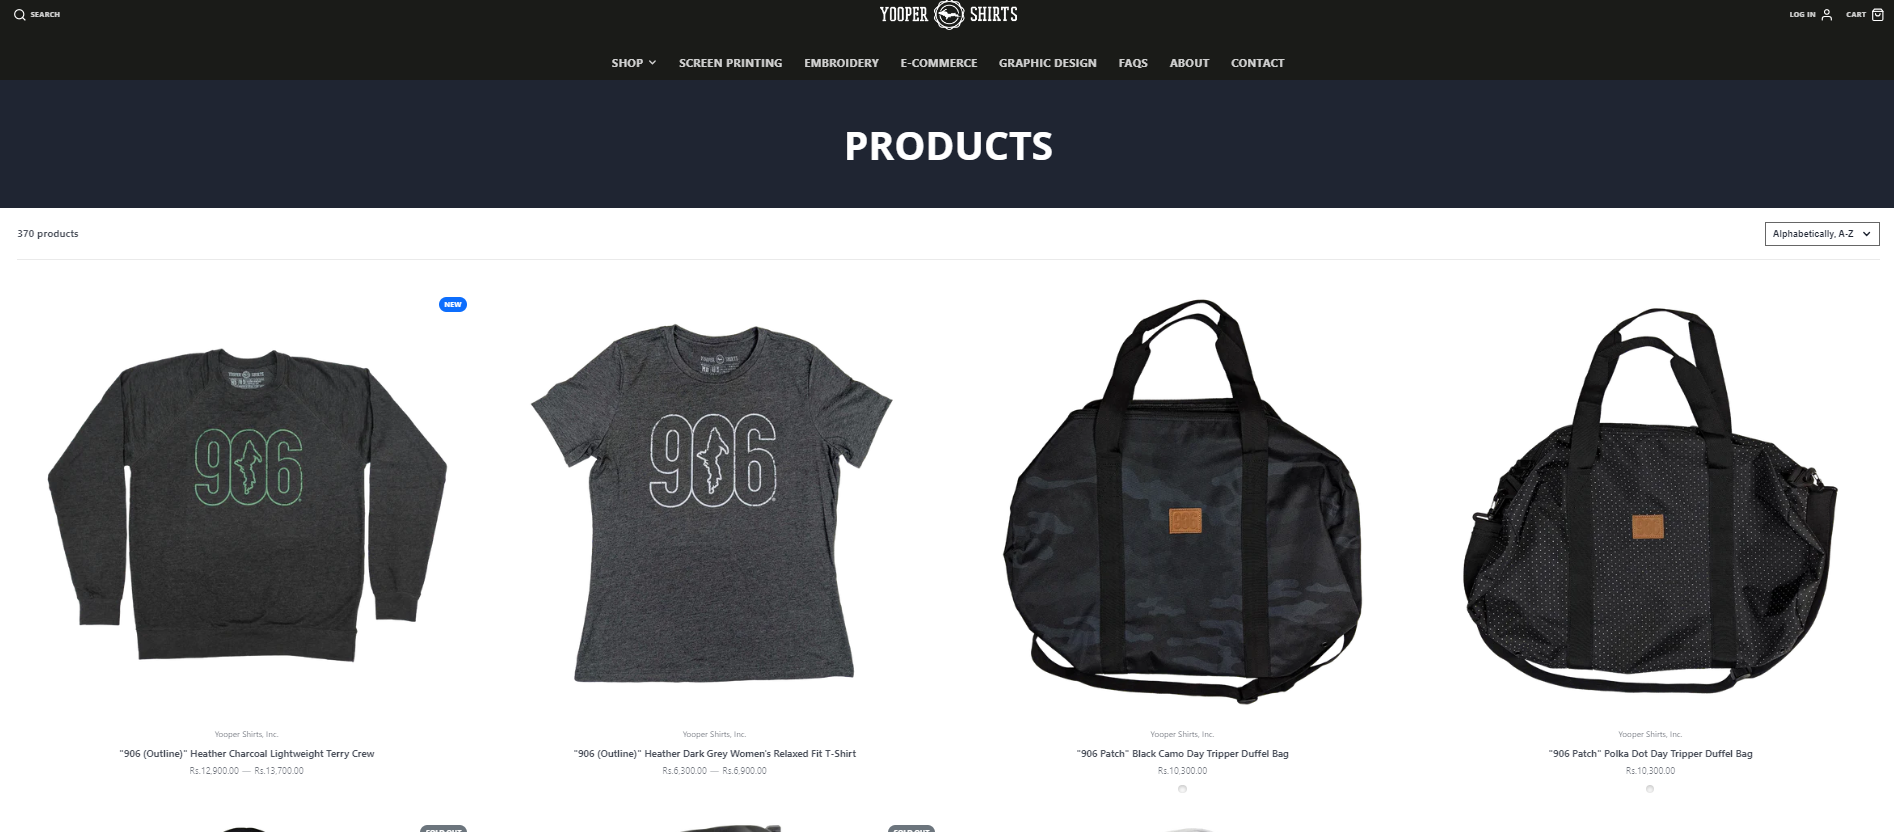 SEARCH
YOOPER SHIRTS
LOG IN
CART
SHOP
SCREEN PRINTING
EMBROIDERY
E-COMMERCE
GRAPHIC DESIGN
FAQS
ABOUT
CONTACT
PRODUCTS
370 products
Alphabetically, A-Z
NEW
YOOPER SHIRTS
906
YOOPER SHIRTS
906
906
Yooper Shirts, Inc.
"906 (Outline)" Heather Charcoal Lightweight Terry Crew
Rs.12,900.00 — Rs.13,700.00
Yooper Shirts, Inc.
"906 (Outline)" Heather Dark Grey Women's Relaxed Fit T-Shirt
Rs.6,300.00 — Rs.6,900.00
Yooper Shirts, Inc.
"906 Patch" Black Camo Day Tripper Duffel Bag
Rs.10,300.00
Yooper Shirts, Inc.
"906 Patch" Polka Dot Day Tripper Duffel Bag
Rs.10,300.00
SOLD OUT
SOLD OUT